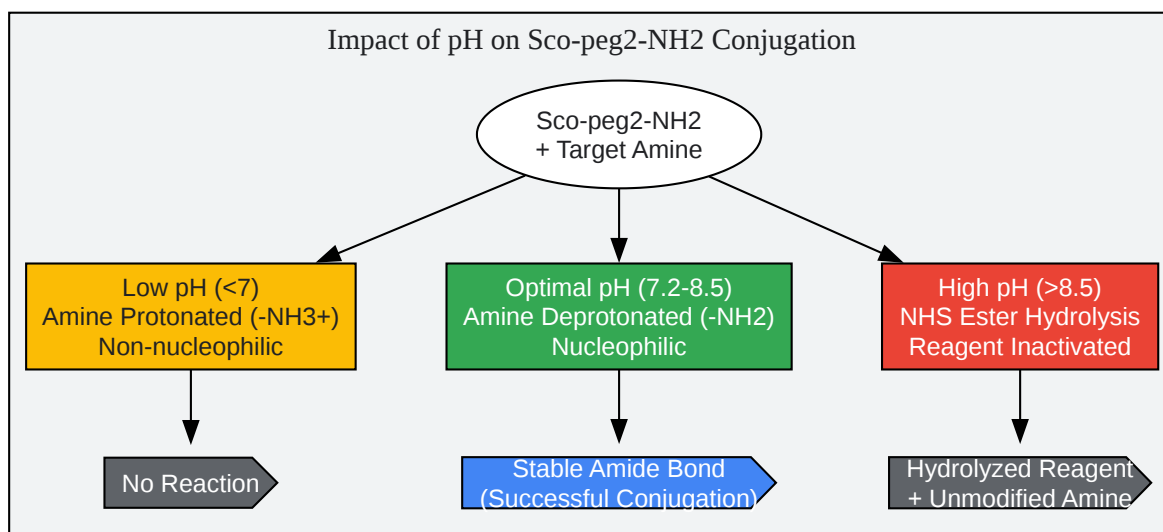 Impact of pH on Sco-peg2-NH2 Conjugation
Sco-peg2-NH2
+ Target Amine
Low pH (<7)
Amine Protonated (-NH3+)
Non-nucleophilic
Optimal pH (7.2-8.5)
Amine Deprotonated (-NH2)
Nucleophilic
High pH (>8.5)
NHS Ester Hydrolysis
Reagent Inactivated
No Reaction
Stable Amide Bond
(Successful Conjugation)
Hydrolyzed Reagent
+ Unmodified Amine